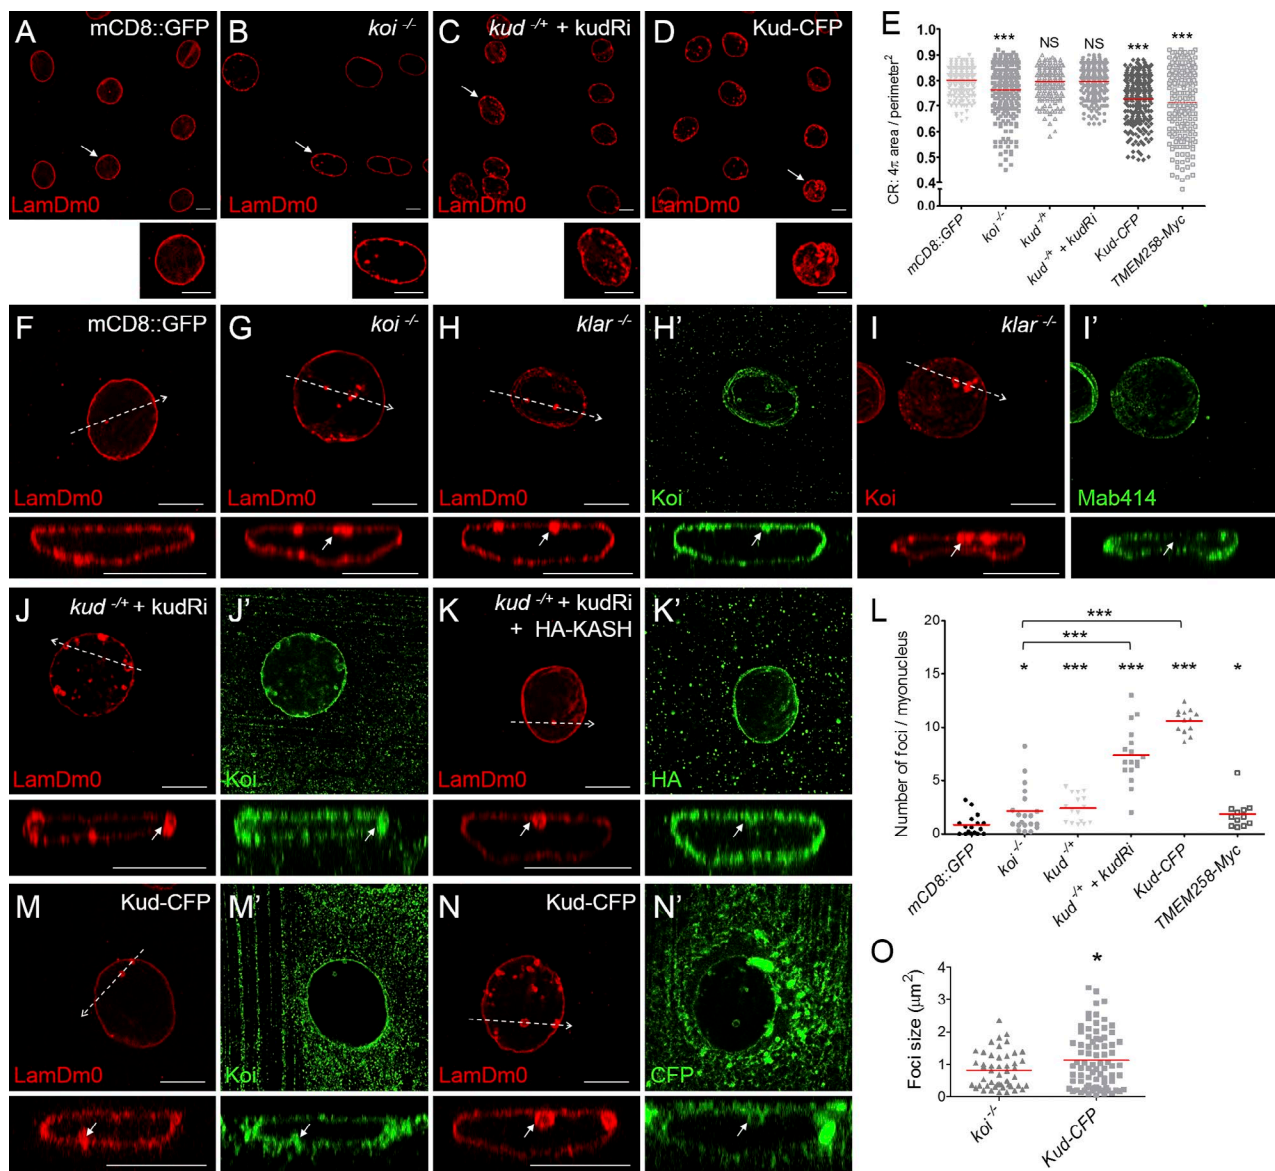 A mCD8::GFP
LamDm0
B koi -/-
LamDm0
C kud -/+ + kudRi
LamDm0
D Kud-CFP
LamDm0
E
CR: 4π area / perimeter²
1.0
0.9
0.8
0.7
0.6
0.5
0.4
0.4
0.2
0.0
*** NS NS *** ***
mCD8::GFP
koi -/-
kud -/+
kud -/+ + kudRi
Kud-CFP
TMEM258-Myc
F mCD8::GFP
LamDm0
G koi -/-
LamDm0
H klar -/-
LamDm0
H'
Koi
I klar -/-
Koi
I'
Mab414
J kud -/+ + kudRi
LamDm0
J'
Koi
K kud -/+ + kudRi
+ HA-KASH
LamDm0
K'
HA
L
Number of foci / myonucleus
20
15
10
5
0
***
***
* *** *** *** *
mCD8::GFP
koi -/-
kud -/+
kud -/+ + kudRi
Kud-CFP
TMEM258-Myc
M Kud-CFP
LamDm0
M'
Koi
N Kud-CFP
LamDm0
N'
CFP
O
Foci size (μm²)
4
3
2
1
0
*
koi -/-
Kud-CFP